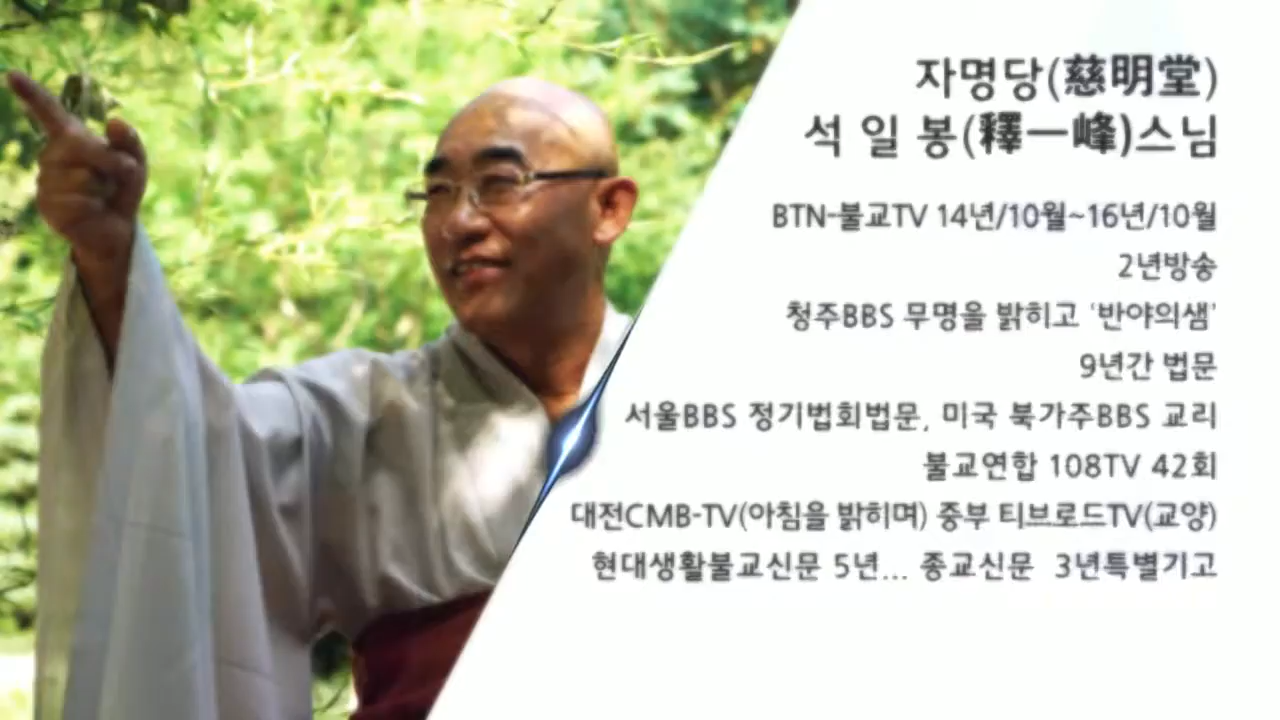 자명당(慈明堂)
석 일 봉(釋一峰)스님
BTN-불교TV 14년/10월~16년/10월
2년방송
청주BBS 무명을 밝히고 '반야의샘'
9년간 법문
서울BBS 정기법회법문, 미국 북가주BBS 교리
불교연합 108TV 42회
대전CMB-TV(아침을 밝히며) 중부 티브로드TV(교양)
현대생활불교신문 5년... 종교신문 3년특별기고